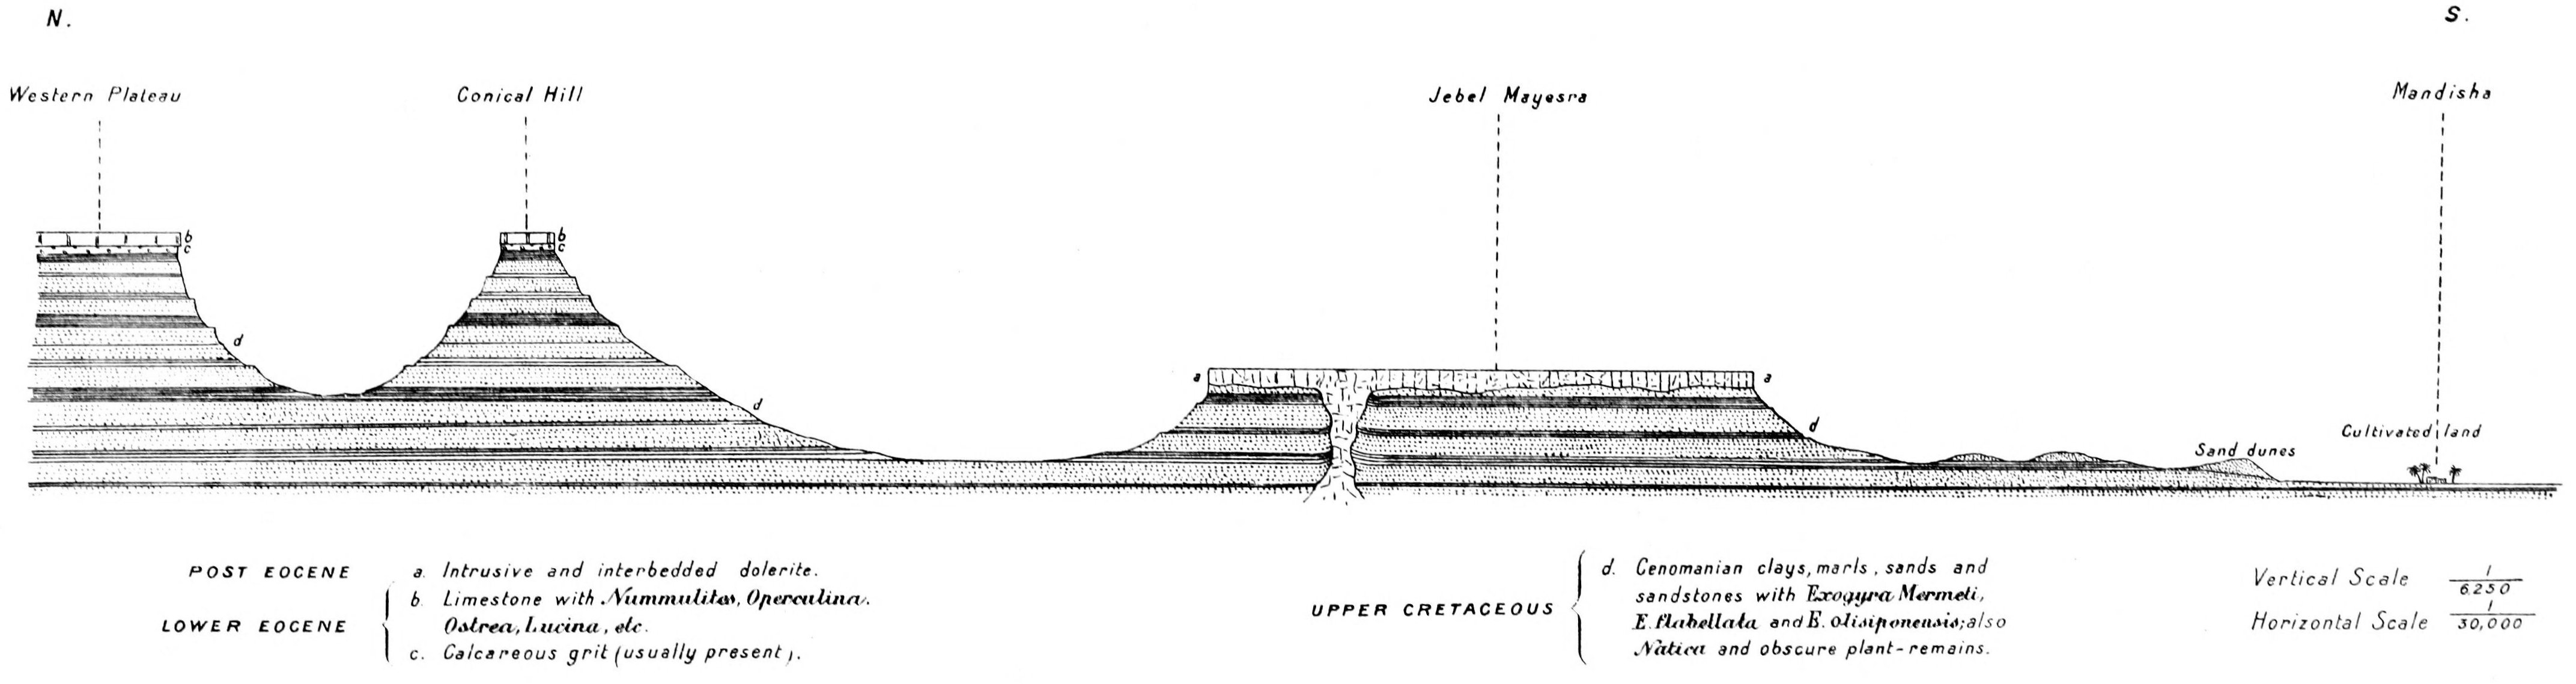 N.
S.
Western Plateau
Conical Hill
Jebel Mayesra
Mandisha
b
c
b
c
d
a
a
d
d
Cultivated land
Sand dunes
POST EOCENE
a. Intrusive and interbedded dolerite.
LOWER EOCENE
b. Limestone with Nummulites, Operculina.
Ostrea, Lucina, etc.
c. Calcareous grit (usually present).
UPPER CRETACEOUS
d. Cenomanian clays, marls, sands and
sandstones with Exogyra Mermeti,
E. flabellata and E. olisiponensis; also
Natica and obscure plant-remains.
Vertical Scale 1/6250
Horizontal Scale 1/30,000